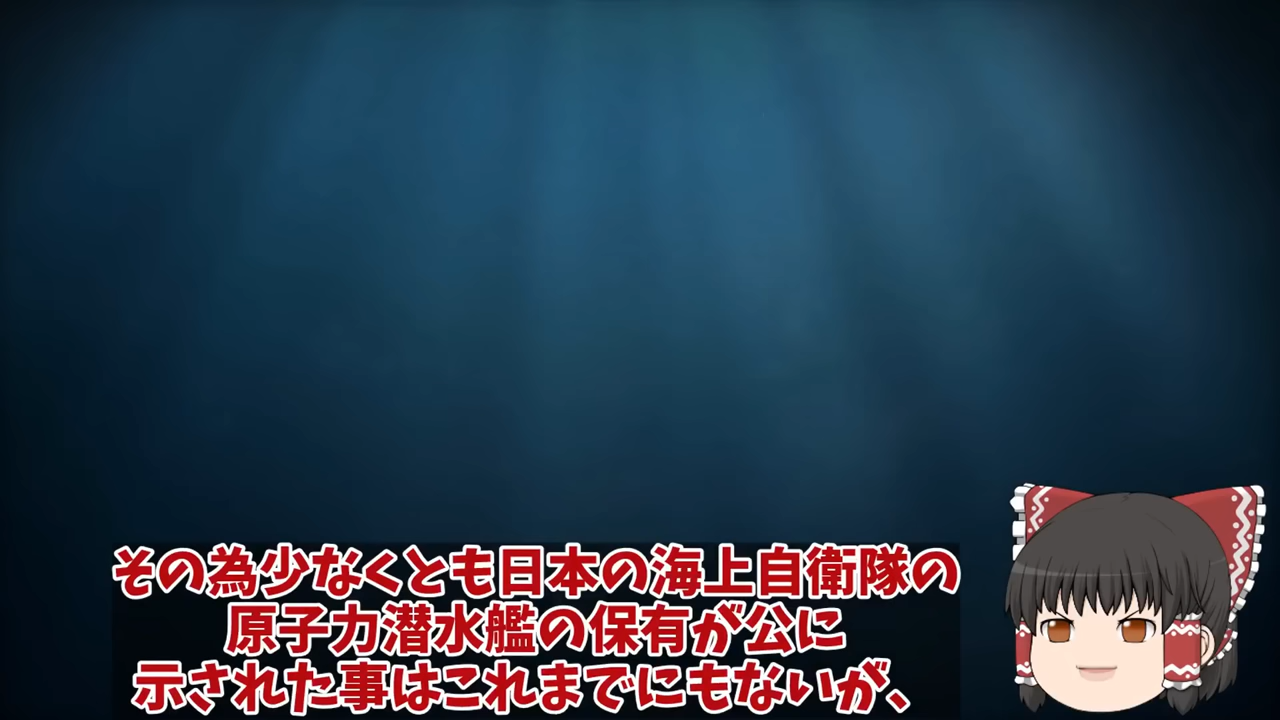 その為少なくとも日本の海上自衛隊の
原子力潜水艦の保有が公に
示された事はこれまでにもないが、